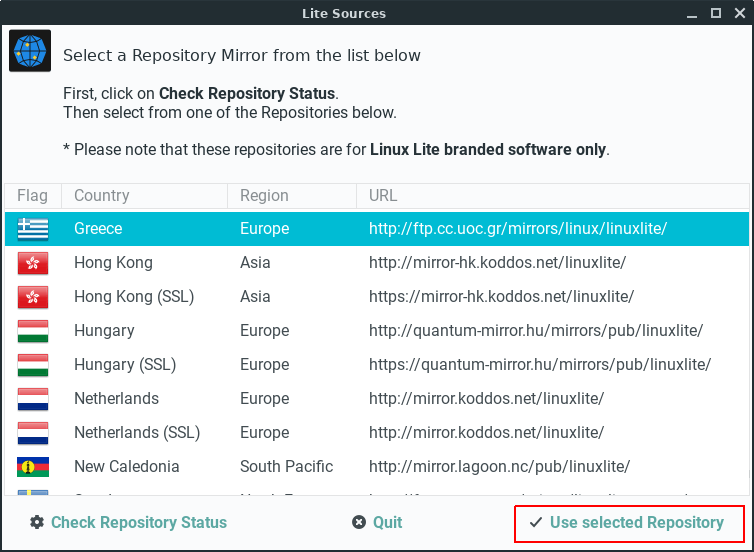 Lite Sources
Select a Repository Mirror from the list below
First, click on Check Repository Status.
Then select from one of the Repositories below.
* Please note that these repositories are for Linux Lite branded software only.
Flag Country Region URL
Greece Europe http://ftp.cc.uoc.gr/mirrors/linux/linuxlite/
Hong Kong Asia http://mirror-hk.koddos.net/linuxlite/
Hong Kong (SSL) Asia https://mirror-hk.koddos.net/linuxlite/
Hungary Europe http://quantum-mirror.hu/mirrors/pub/linuxlite/
Hungary (SSL) Europe https://quantum-mirror.hu/mirrors/pub/linuxlite/
Netherlands Europe http://mirror.koddos.net/linuxlite/
Netherlands (SSL) Europe http://mirror.koddos.net/linuxlite/
New Caledonia South Pacific http://mirror.lagoon.nc/pub/linuxlite/
Check Repository Status Quit Use selected Repository